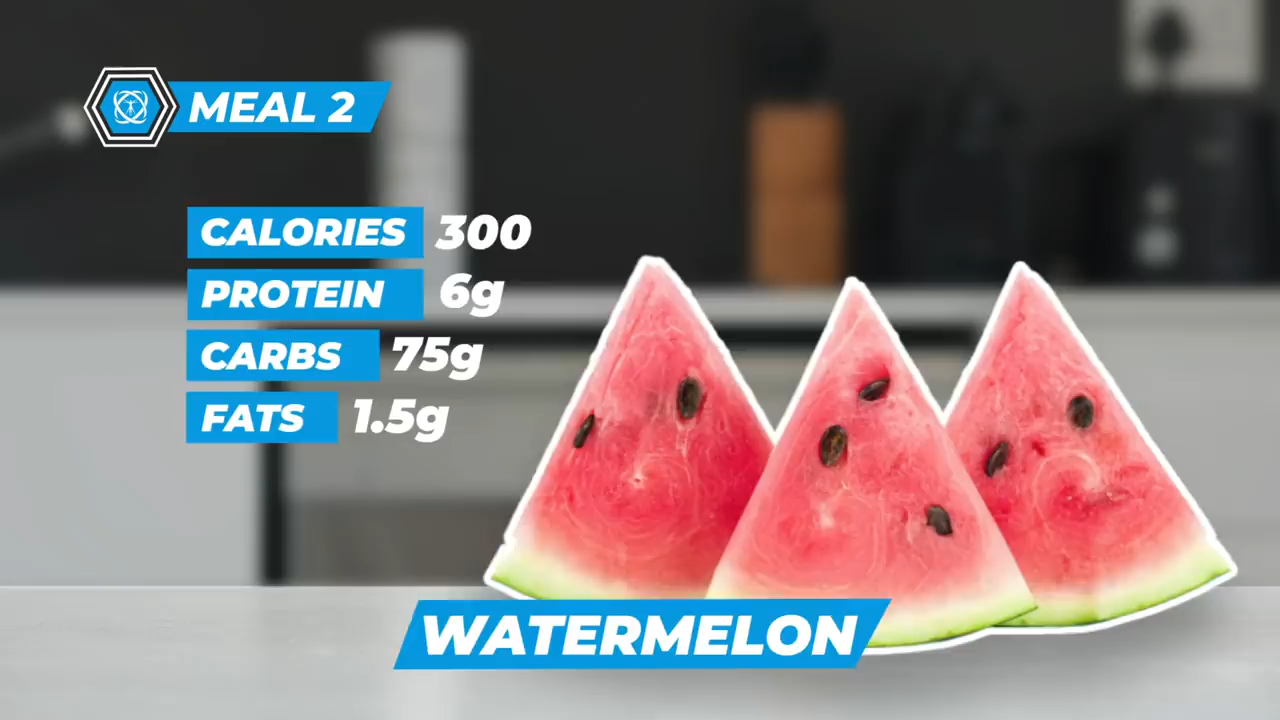 MEAL 2
CALORIES 300
PROTEIN 6g
CARBS 75g
FATS 1.5g
WATERMELON